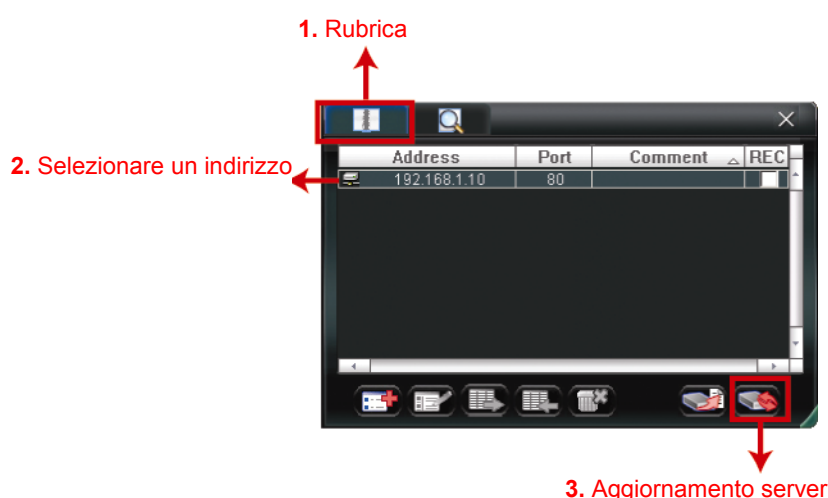 1. Rubrica
Address Port Comment REC
2. Selezionare un indirizzo
192.168.1.10 80
3. Aggiornamento server